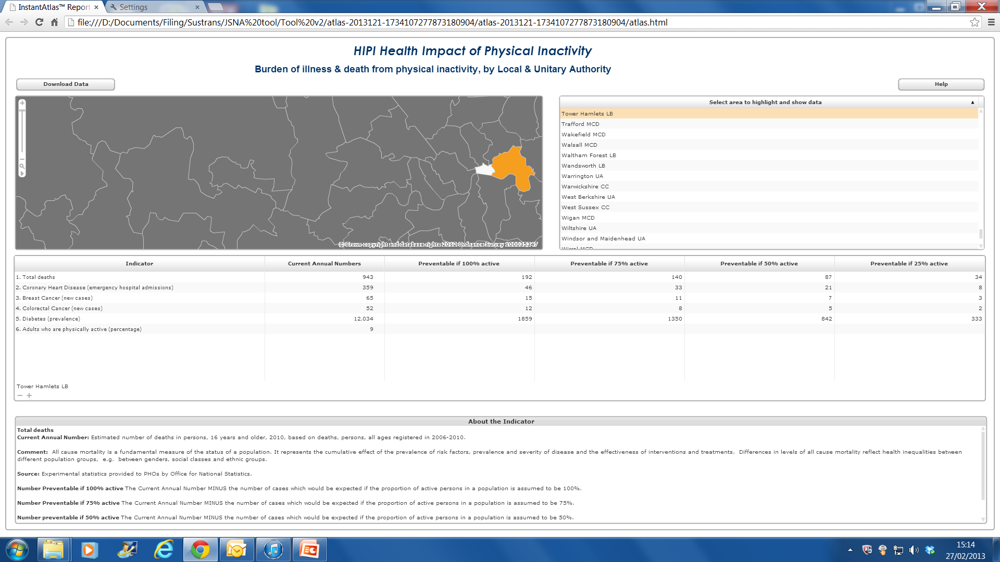 InstantAtlas™ Report
Settings
file:///D:/Documents/Filing/Sustrans/JSNA%20tool/Tool%20v2/atlas-2013121-1734107277873180904/atlas-2013121-1734107277873180904/atlas.html
HIPI Health Impact of Physical Inactivity
Burden of illness & death from physical inactivity, by Local & Unitary Authority
Download Data
Help
© Crown copyright and database rights 2012 Ordnance Survey 100035347
Select area to highlight and show data
Tower Hamlets LB
Trafford MCD
Wakefield MCD
Walsall MCD
Waltham Forest LB
Wandsworth LB
Warrington UA
Warwickshire CC
West Berkshire UA
West Sussex CC
Wigan MCD
Wiltshire UA
Windsor and Maidenhead UA
Wirral MCD
Indicator Current Annual Numbers Preventable if 100% active Preventable if 75% active Preventable if 50% active Preventable if 25% active
1. Total deaths 943 192 140 87 34
2. Coronary Heart Disease (emergency hospital admissions) 359 46 33 21 8
3. Breast Cancer (new cases) 65 15 11 7 3
4. Colorectal Cancer (new cases) 52 12 8 5 2
5. Diabetes (prevalence) 12,034 1859 1350 842 333
6. Adults who are physically active (percentage) 9
Tower Hamlets LB
About the Indicator
Total deaths
Current Annual Number: Estimated number of deaths in persons, 16 years and older, 2010, based on deaths, persons, all ages registered in 2006-2010.
Comment: All cause mortality is a fundamental measure of the status of a population. It represents the cumulative effect of the prevalence of risk factors, prevalence and severity of disease and the effectiveness of interventions and treatments. Differences in levels of all cause mortality reflect health inequalities between
different population groups, e.g. between genders, social classes and ethnic groups.
Source: Experimental statistics provided to PHOs by Office for National Statistics.
Number Preventable if 100% active The Current Annual Number MINUS the number of cases which would be expected if the proportion of active persons in a population is assumed to be 100%.
Number Preventable if 75% active The Current Annual Number MINUS the number of cases which would be expected if the proportion of active persons in a population is assumed to be 75%.
Number preventable if 50% active The Current Annual Number MINUS the number of cases which would be expected if the proportion of active persons in a population is assumed to be 50%.
15:14
27/02/2013